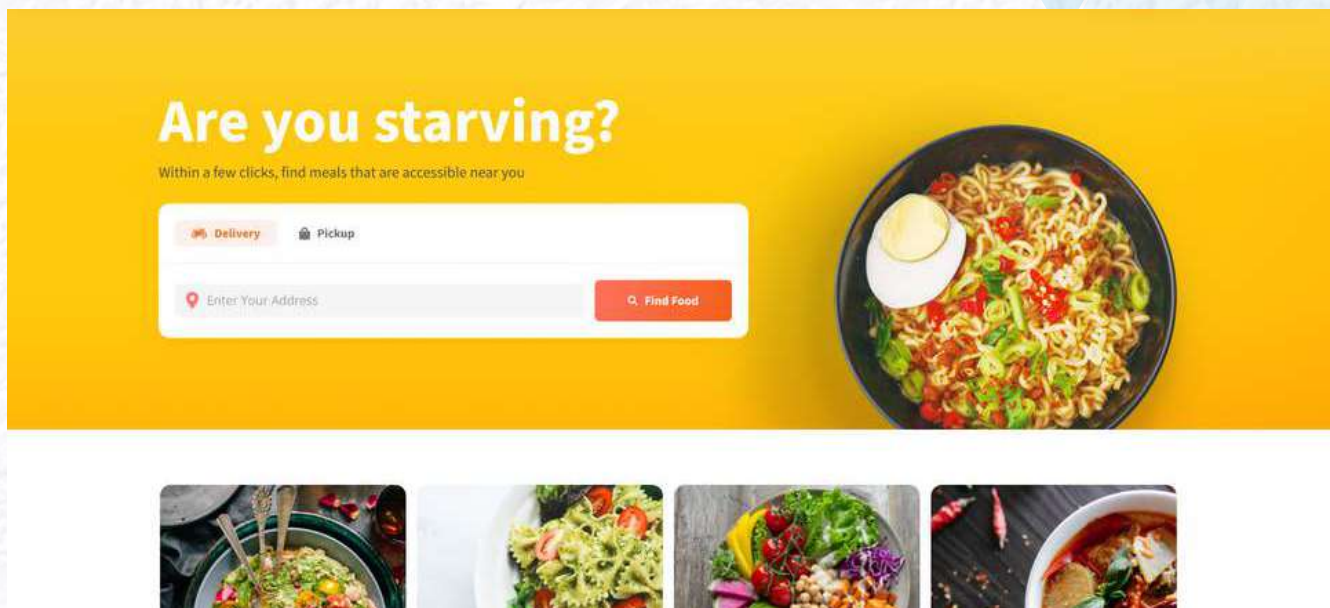 Are you starving?
Within a few clicks, find meals that are accessible near you
Delivery Pickup
Enter Your Address Find Food